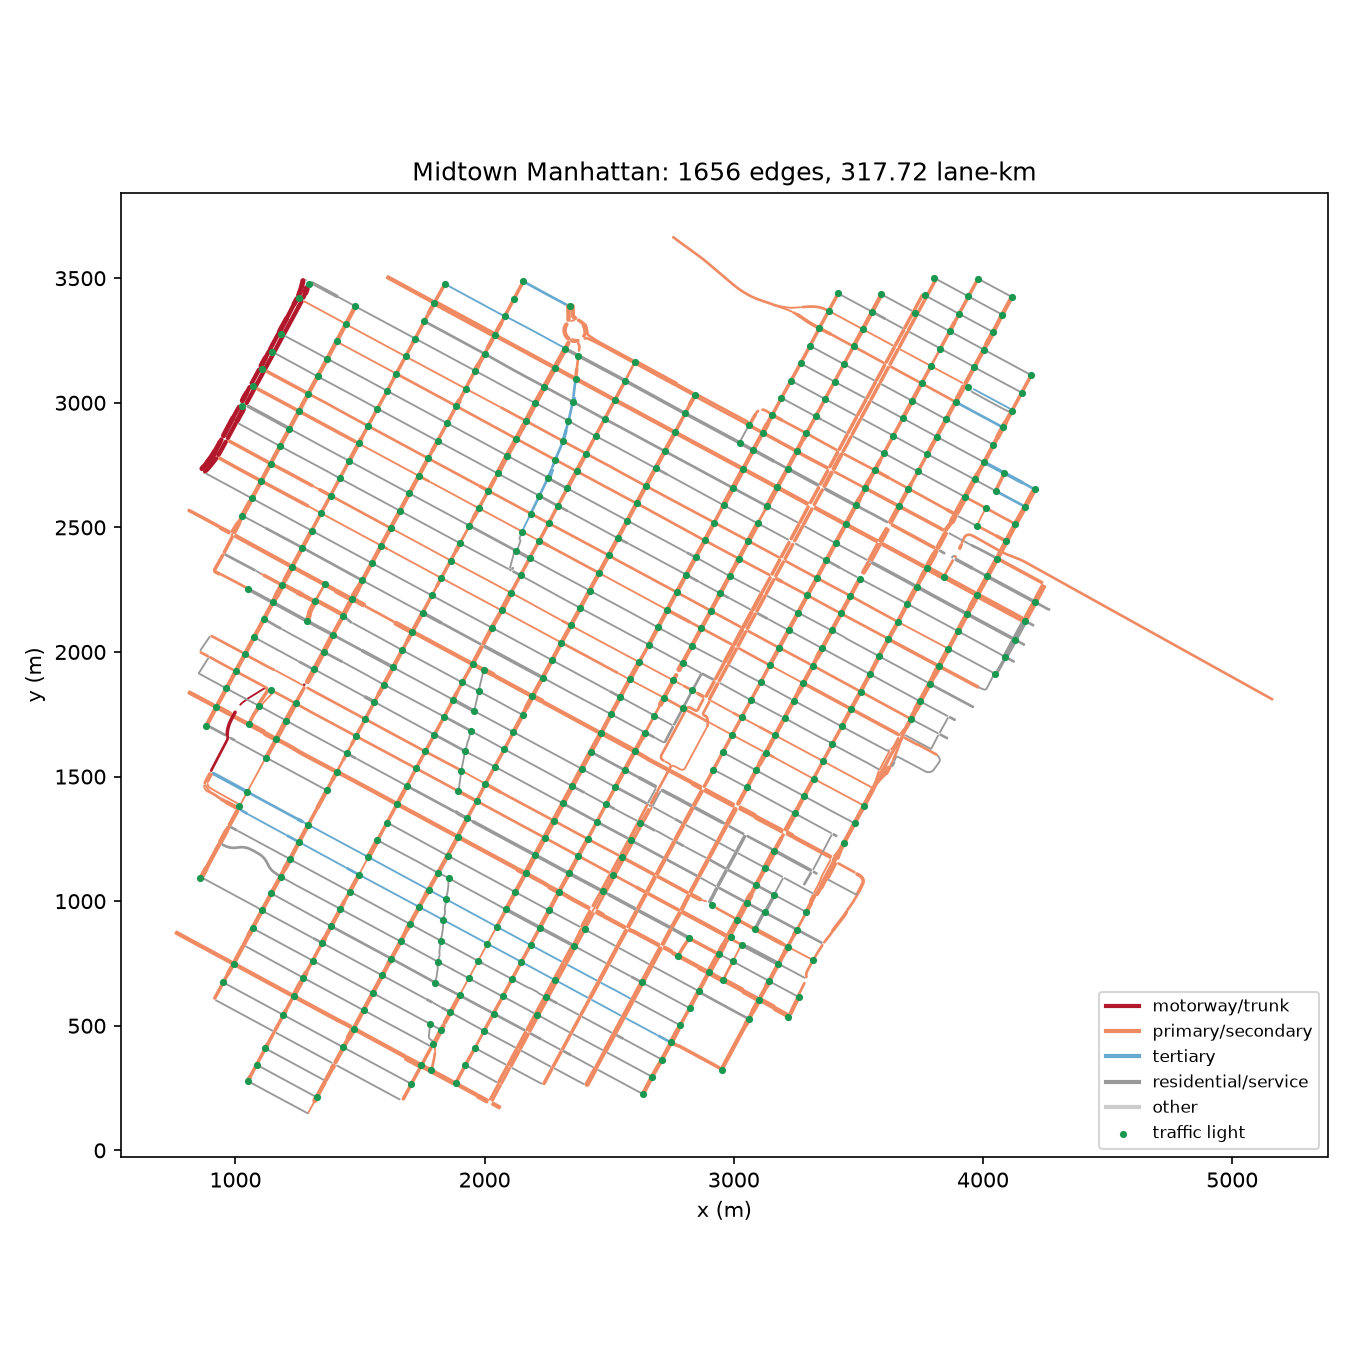 Midtown Manhattan: 1656 edges, 317.72 lane-km
y (m)
3500
3000
2500
2000
1500
1000
500
0
1000 2000 3000 4000 5000
x (m)
motorway/trunk
primary/secondary
tertiary
residential/service
other
traffic light